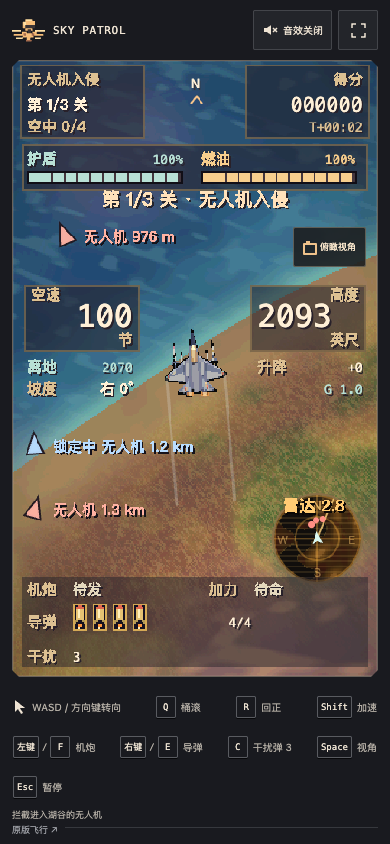 SKY PATROL
音效关闭
无人机入侵
第 1/3 关
空中 0/4
N
得分
000000
T+00:02
护盾 100%
燃油 100%
第 1/3 关 · 无人机入侵
无人机 976 m
俯瞰视角
空速
100
节
高度
2093
英尺
离地 2070
坡度 右 0°
升降 +0
G 1.0
锁定中 无人机 1.2 km
无人机 1.3 km
雷达 2.8
N
W E
S
机炮 待发
加力 待命
导弹 4/4
干扰 3
WASD / 方向键转向
Q 桶滚
R 回正
Shift 加速
左键 / F 机炮
右键 / E 导弹
C 干扰弹 3
Space 视角
Esc 暂停
拦截进入湖谷的无人机
原版飞行 ↗